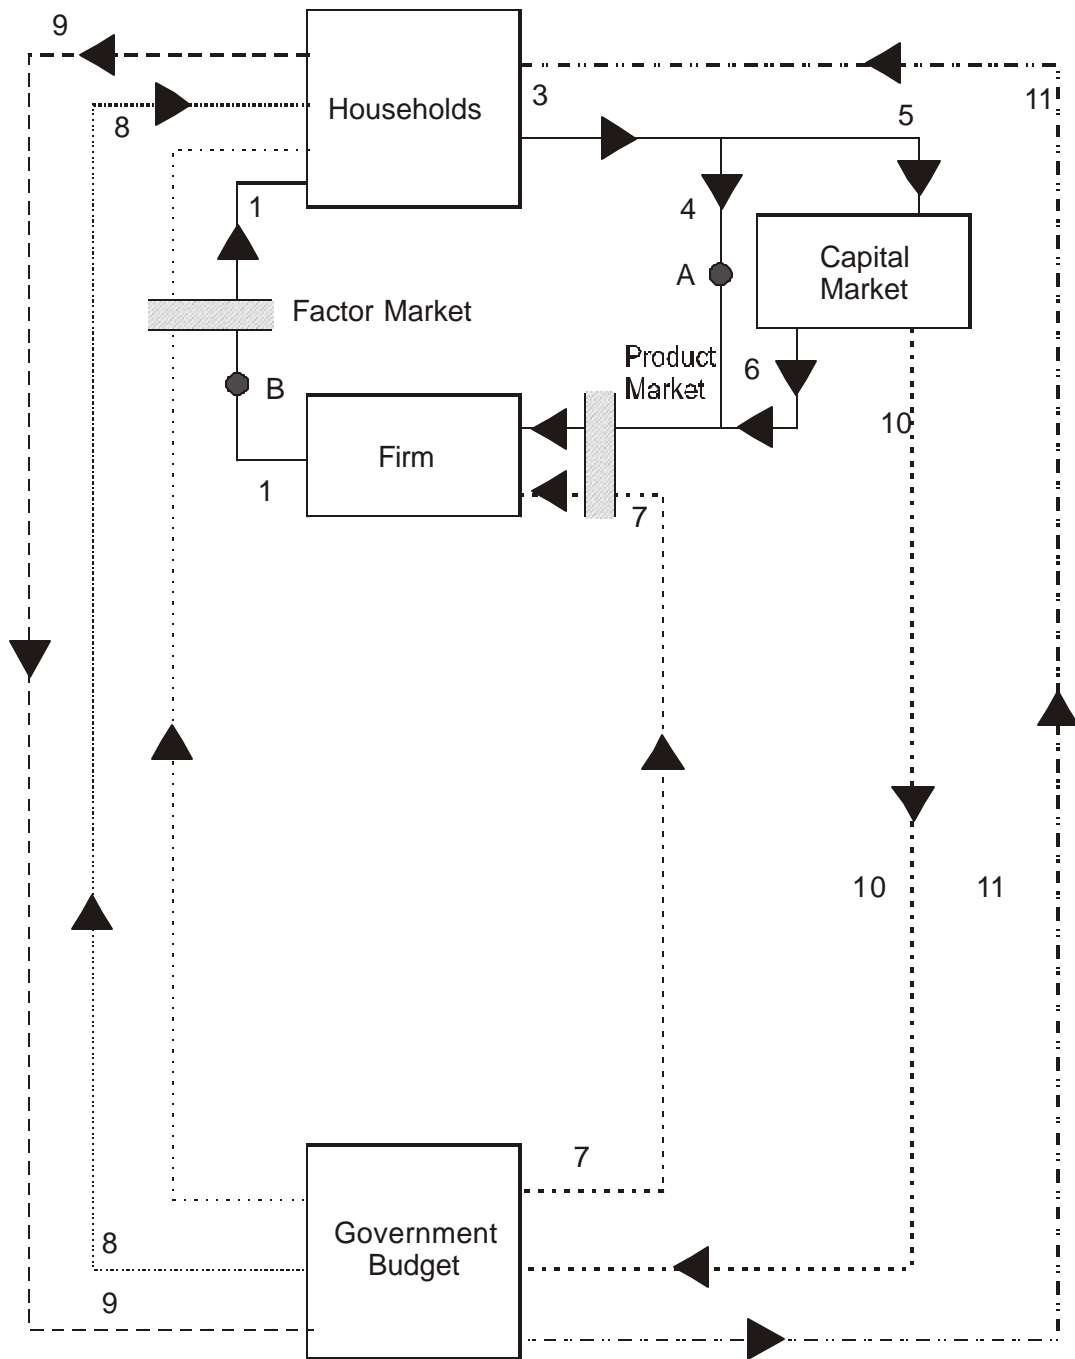 9
Households
3
11
8
5
1
4
Capital
Market
A
Factor Market
Product
Market
6
B
10
Firm
1
7
10
11
7
Government
Budget
8
9